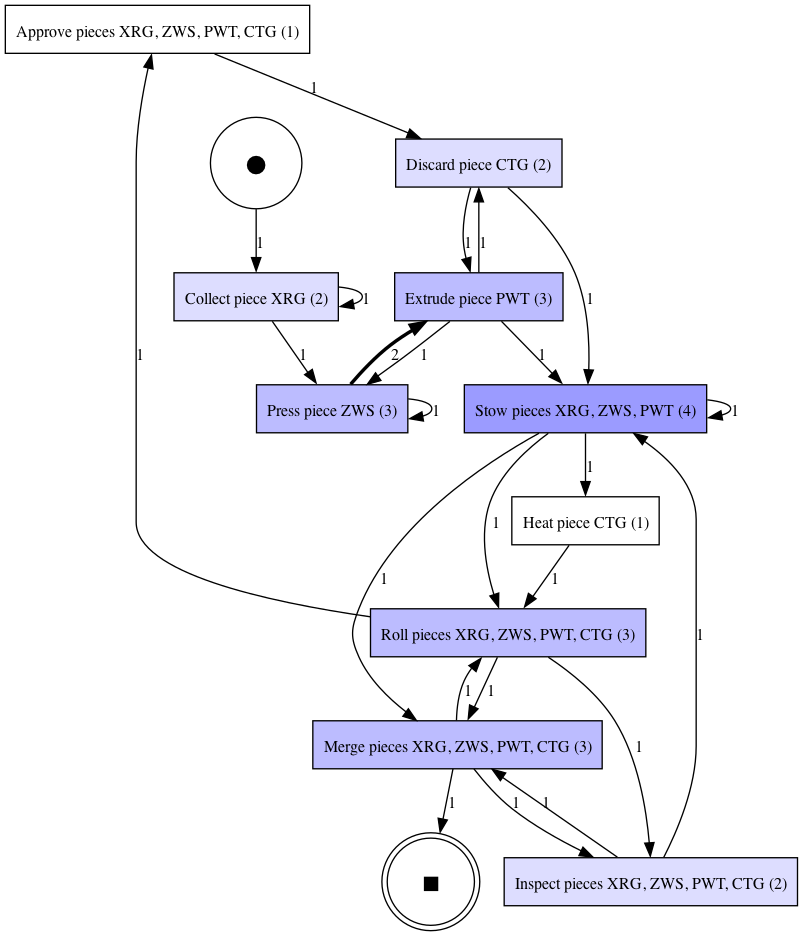 Approve pieces XRG, ZWS, PWT, CTG (1)
1
Discard piece CTG (2)
1
1
1
1
Collect piece XRG (2)
1
Extrude piece PWT (3)
1
1
2
1
1
Press piece ZWS (3)
1
Stow pieces XRG, ZWS, PWT (4)
1
1
1
Heat piece CTG (1)
1
1
1
Roll pieces XRG, ZWS, PWT, CTG (3)
1
1
1
1
Merge pieces XRG, ZWS, PWT, CTG (3)
1
1
1
Inspect pieces XRG, ZWS, PWT, CTG (2)